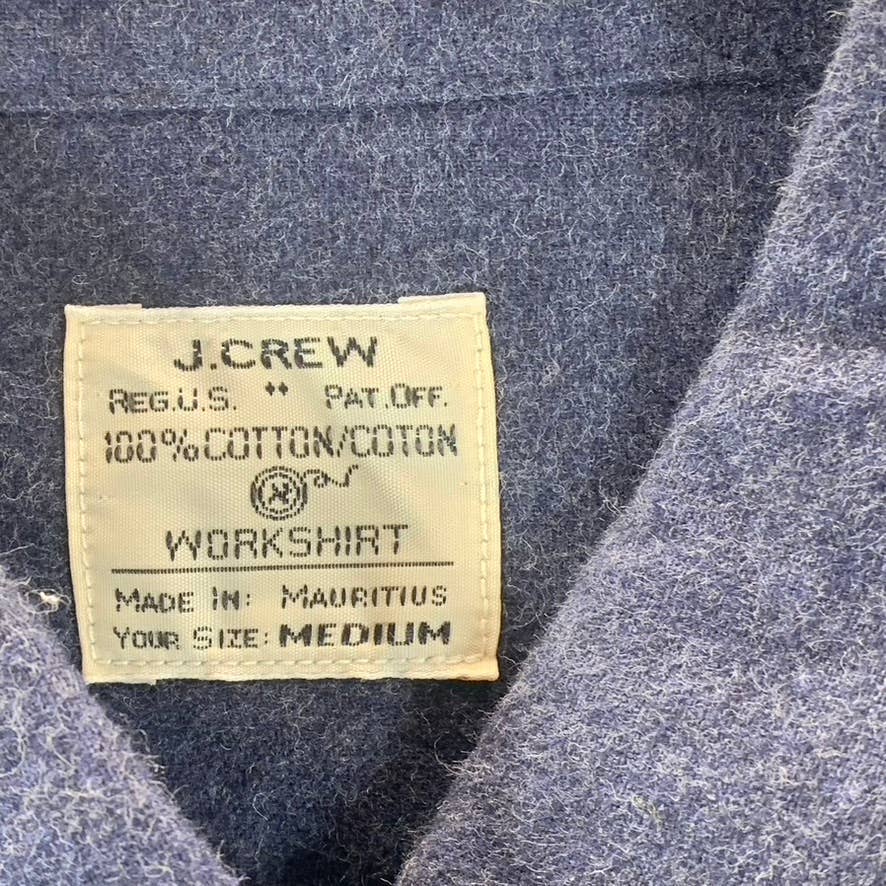 J.CREW
REG.U.S. PAT.OFF.
100% COTTON/COTON
WORKSHIRT
MADE IN: MAURITIUS
YOUR SIZE: MEDIUM